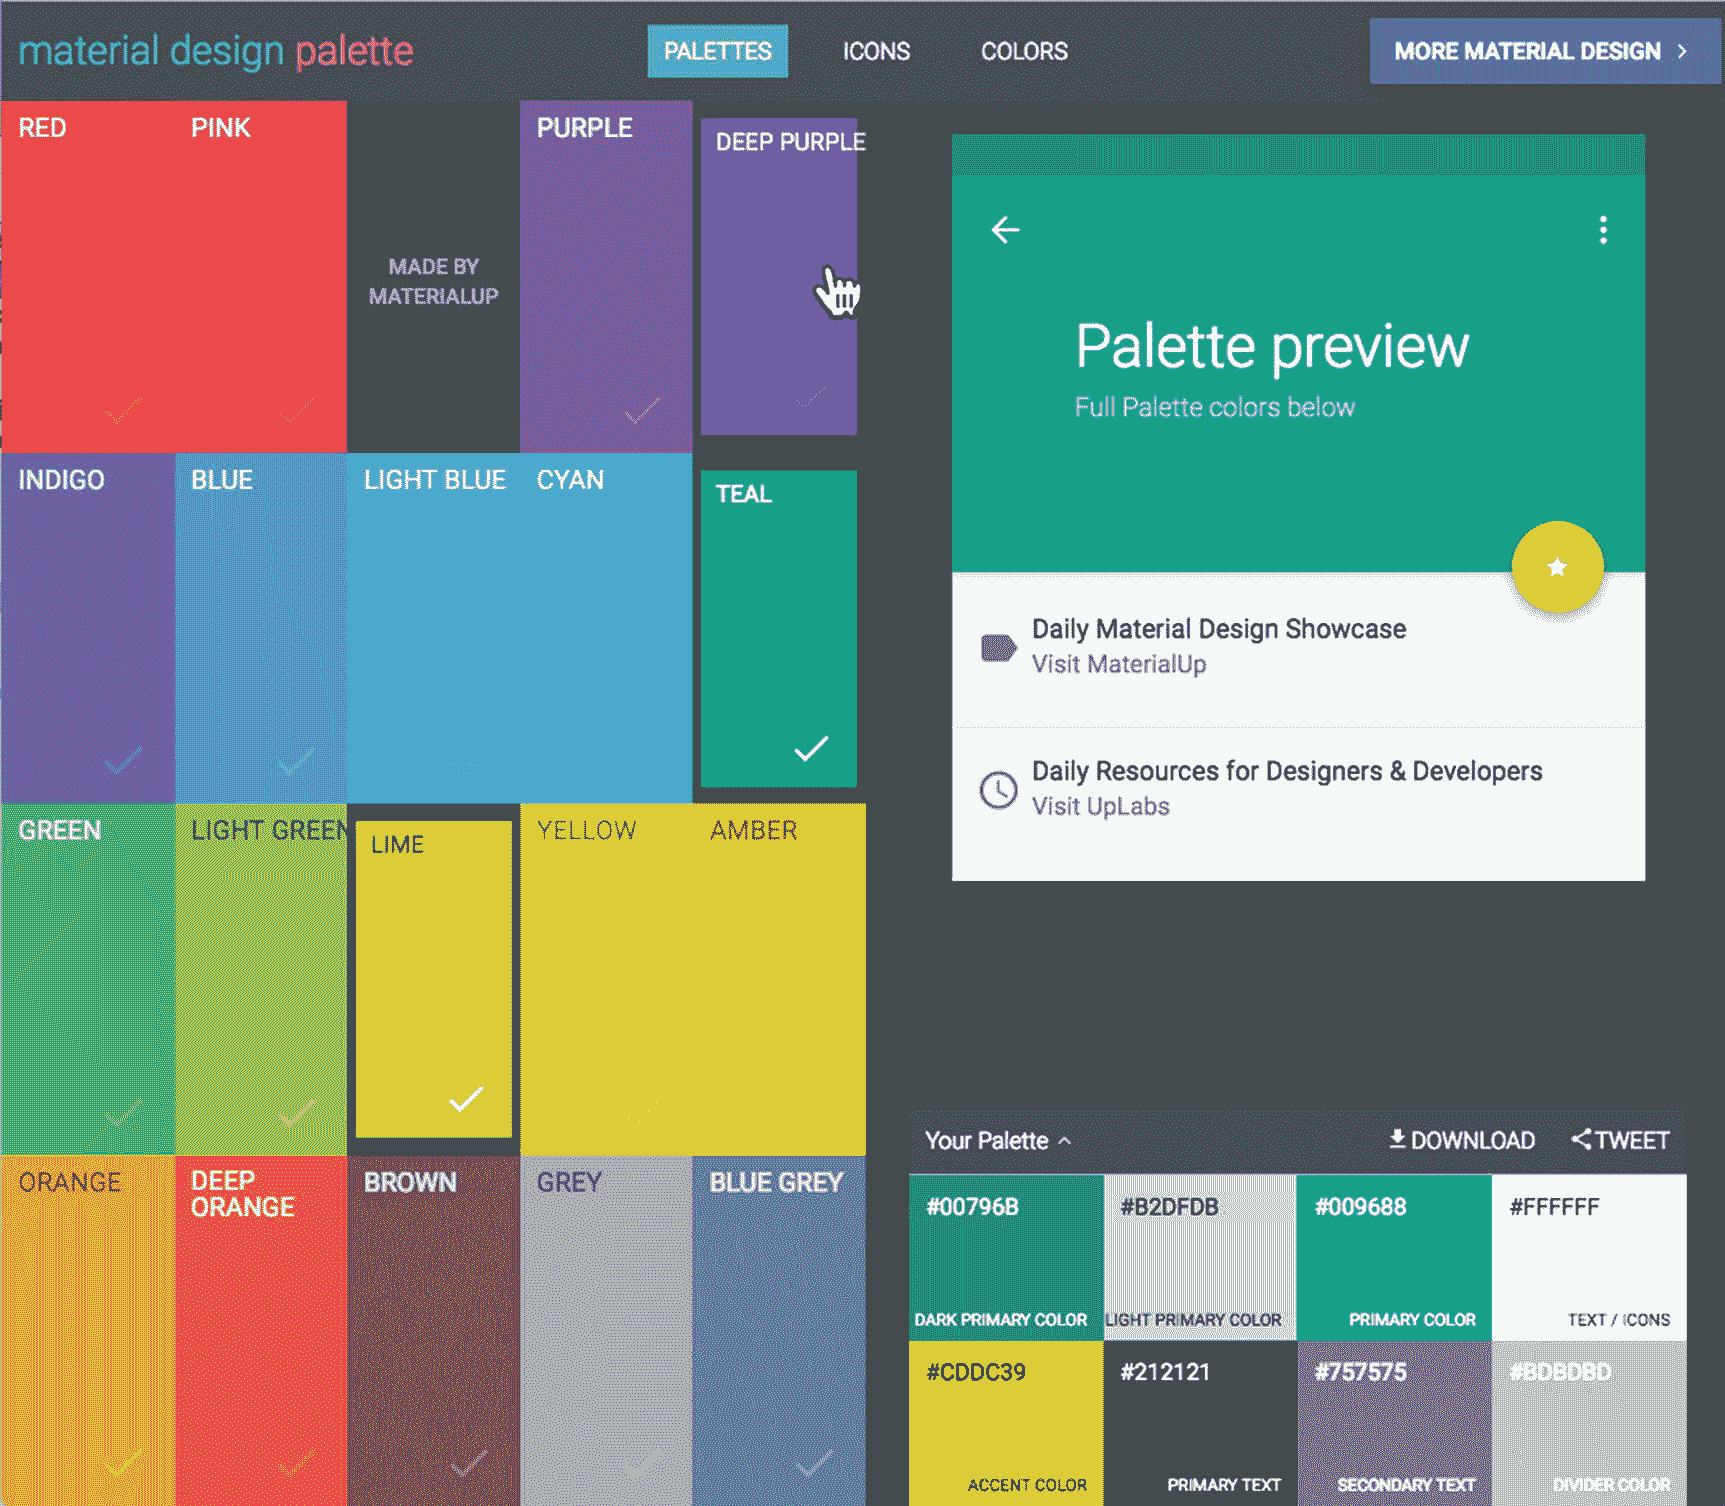 material design palette
PALETTES
ICONS
COLORS
MORE MATERIAL DESIGN
RED
PINK
MADE BY
MATERIALUP
PURPLE
DEEP PURPLE
INDIGO
BLUE
LIGHT BLUE
CYAN
TEAL
GREEN
LIGHT GREEN
LIME
YELLOW
AMBER
ORANGE
DEEP
ORANGE
BROWN
GREY
BLUE GREY
Palette preview
Full Palette colors below
Daily Material Design Showcase
Visit MaterialUp
Daily Resources for Designers & Developers
Visit UpLabs
Your Palette
DOWNLOAD
TWEET
#00796B
DARK PRIMARY COLOR
#B2DFDB
LIGHT PRIMARY COLOR
#009688
PRIMARY COLOR
#FFFFFF
TEXT / ICONS
#CDDC39
ACCENT COLOR
#212121
PRIMARY TEXT
#757575
SECONDARY TEXT
#BDBDBD
DIVIDER COLOR